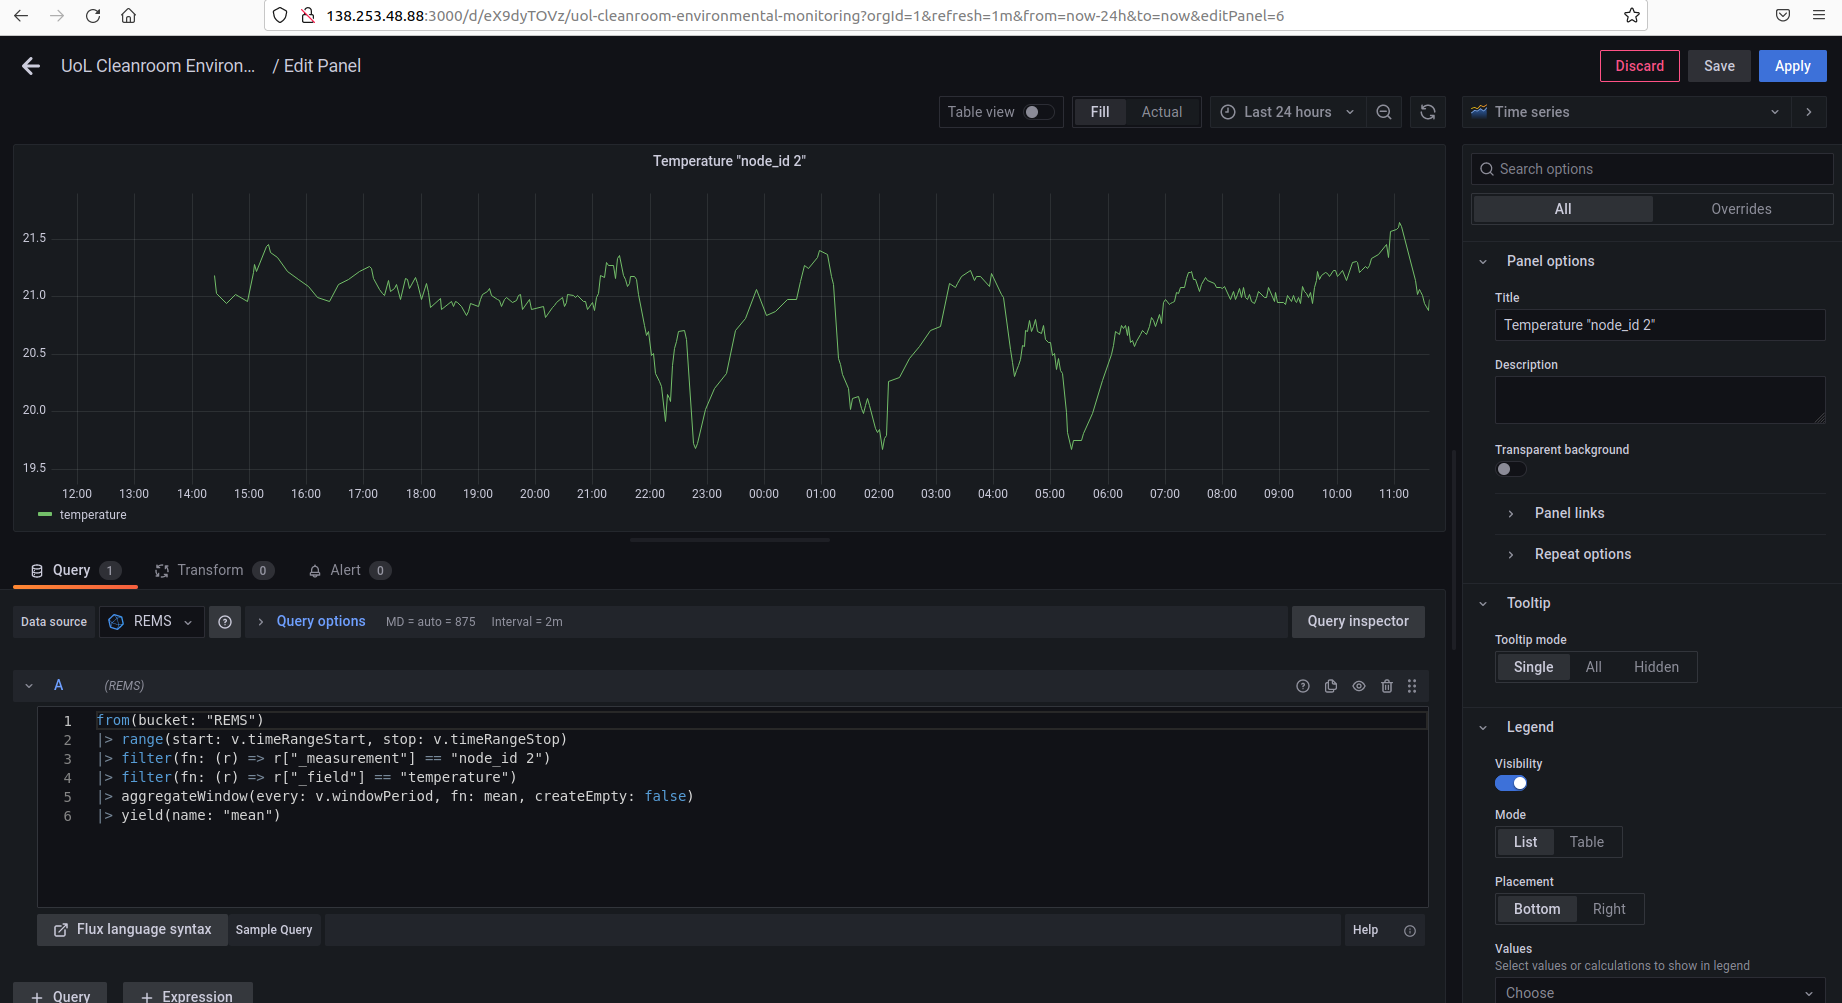 138.253.48.88:3000/d/eX9dyTOVz/uol-cleanroom-environmental-monitoring?orgId=1&refresh=1m&from=now-24h&to=now&editPanel=6
UoL Cleanroom Environ... / Edit Panel
Discard Save Apply
Table view Fill Actual Last 24 hours
Time series
Temperature "node_id 2"
21.5
21.0
20.5
20.0
19.5
12:00 13:00 14:00 15:00 16:00 17:00 18:00 19:00 20:00 21:00 22:00 23:00 00:00 01:00 02:00 03:00 04:00 05:00 06:00 07:00 08:00 09:00 10:00 11:00
temperature
Query 1 Transform 0 Alert 0
Data source REMS Query options MD = auto = 875 Interval = 2m Query inspector
A (REMS)
1 from(bucket: "REMS")
2 |> range(start: v.timeRangeStart, stop: v.timeRangeStop)
3 |> filter(fn: (r) => r["_measurement"] == "node_id 2")
4 |> filter(fn: (r) => r["_field"] == "temperature")
5 |> aggregateWindow(every: v.windowPeriod, fn: mean, createEmpty: false)
6 |> yield(name: "mean")
Flux language syntax Sample Query Help
+ Query + Expression
Search options
All Overrides
Panel options
Title
Temperature "node_id 2"
Description
Transparent background
Panel links
Repeat options
Tooltip
Tooltip mode
Single All Hidden
Legend
Visibility
Mode
List Table
Placement
Bottom Right
Values
Select values or calculations to show in legend
Choose